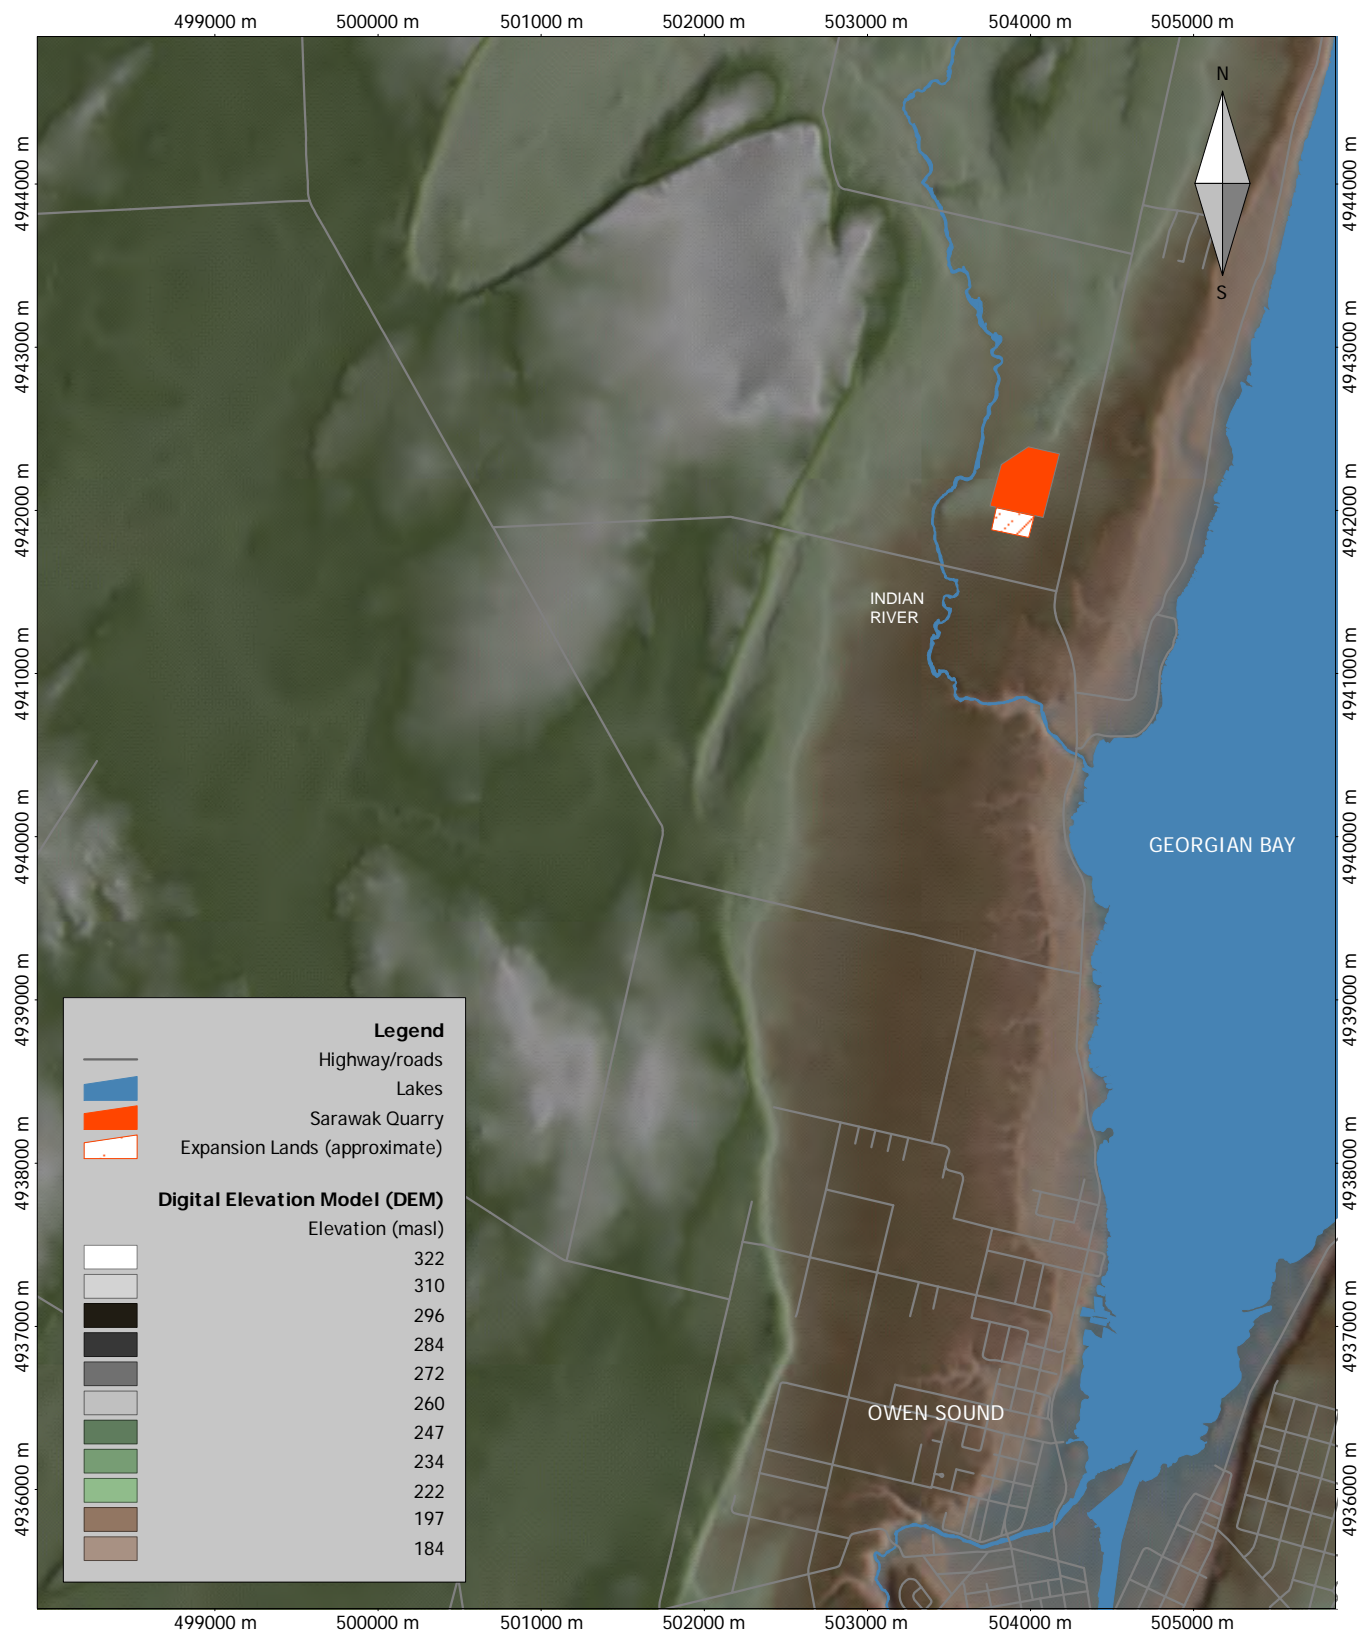 499000 m 500000 m 501000 m 502000 m 503000 m 504000 m 505000 m
N
S
4944000 m
4943000 m
4942000 m
4941000 m
4940000 m
4939000 m
4938000 m
4937000 m
4936000 m
4944000 m
4943000 m
4942000 m
4941000 m
4940000 m
4939000 m
4938000 m
4937000 m
4936000 m
INDIAN
RIVER
GEORGIAN BAY
OWEN SOUND
Legend
Highway/roads
Lakes
Sarawak Quarry
Expansion Lands (approximate)
Digital Elevation Model (DEM)
Elevation (masl)
322
310
296
284
272
260
247
234
222
197
184
499000 m 500000 m 501000 m 502000 m 503000 m 504000 m 505000 m